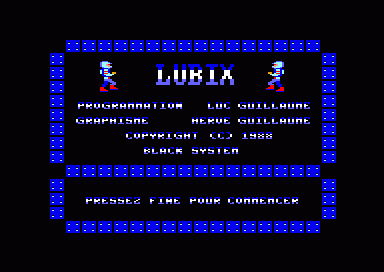 LUBIX
PROGRAMMATION LUC GUILLAUME
GRAPHISME HERVE GUILLAUME
COPYRIGHT (C) 1988
BLACK SYSTEM
PRESSEZ FIRE POUR COMMENCER